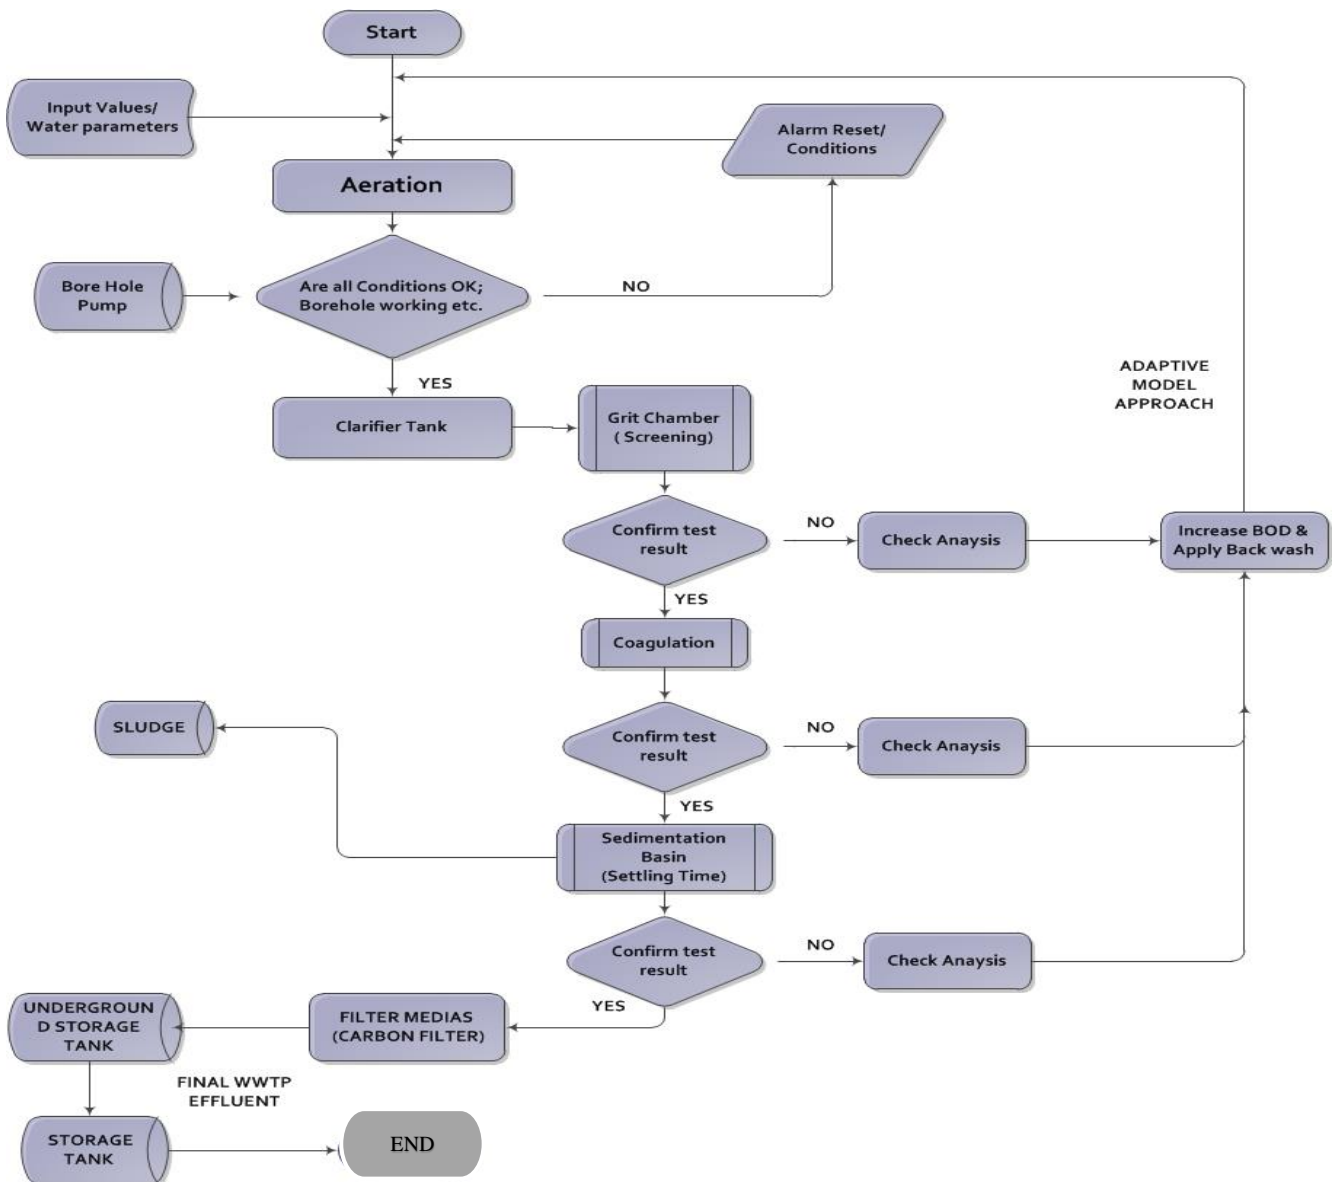 Start
Input Values/
Water parameters
Alarm Reset/
Conditions
Aeration
Bore Hole
Pump
Are all Conditions OK;
Borehole working etc.
NO
YES
ADAPTIVE
MODEL
APPROACH
Clarifier Tank
Grit Chamber
( Screening)
Confirm test
result
NO
Check Anaysis
Increase BOD &
Apply Back wash
YES
Coagulation
SLUDGE
Confirm test
result
NO
Check Anaysis
YES
Sedimentation
Basin
(Settling Time)
Confirm test
result
NO
Check Anaysis
YES
UNDERGROUN
D STORAGE
TANK
FILTER MEDIAS
(CARBON FILTER)
FINAL WWTP
EFFLUENT
STORAGE
TANK
END